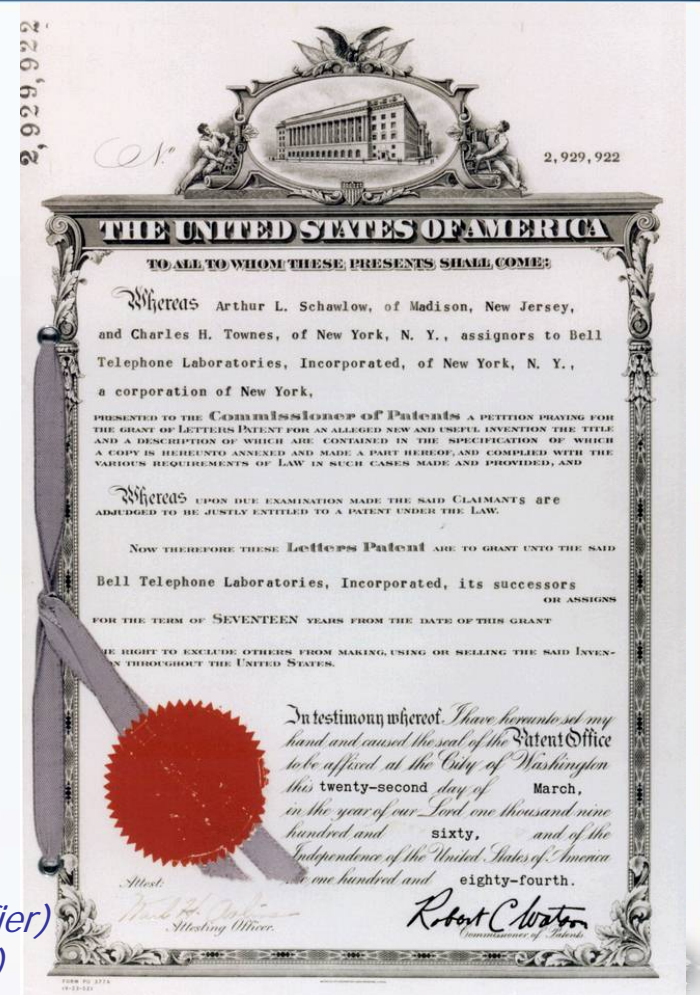 2,929,922
No. 2,929,922
THE UNITED STATES OF AMERICA
TO ALL TO WHOM THESE PRESENTS SHALL COME:
Whereas Arthur L. Schawlow, of Madison, New Jersey,
and Charles H. Townes, of New York, N. Y., assignors to Bell
Telephone Laboratories, Incorporated, of New York, N. Y.,
a corporation of New York,
PRESENTED TO THE Commissioner of Patents A PETITION PRAYING FOR
THE GRANT OF LETTERS PATENT FOR AN ALLEGED NEW AND USEFUL INVENTION THE TITLE
AND A DESCRIPTION OF WHICH ARE CONTAINED IN THE SPECIFICATION OF WHICH
A COPY IS HEREUNTO ANNEXED AND MADE A PART HEREOF, AND COMPLIED WITH THE
VARIOUS REQUIREMENTS OF LAW IN SUCH CASES MADE AND PROVIDED, AND
Whereas UPON DUE EXAMINATION MADE THE SAID CLAIMANTs are
ADJUDGED TO BE JUSTLY ENTITLED TO A PATENT UNDER THE LAW.
NOW THEREFORE THESE Letters Patent ARE TO GRANT UNTO THE SAID
Bell Telephone Laboratories, Incorporated, its successors
OR ASSIGNS
FOR THE TERM OF SEVENTEEN YEARS FROM THE DATE OF THIS GRANT
HE RIGHT TO EXCLUDE OTHERS FROM MAKING, USING OR SELLING THE SAID INVEN-
ON THROUGHOUT THE UNITED STATES.
In testimony whereof I have hereunto set my
hand and caused the seal of the Patent Office
to be affixed at the City of Washington
this twenty-second day of March,
in the year of our Lord one thousand nine
hundred and sixty, and of the
Independence of the United States of America
the one hundred and eighty-fourth.
Attest:
Attesting Officer.
Robert C Watson
Commissioner of Patents
ier)
)